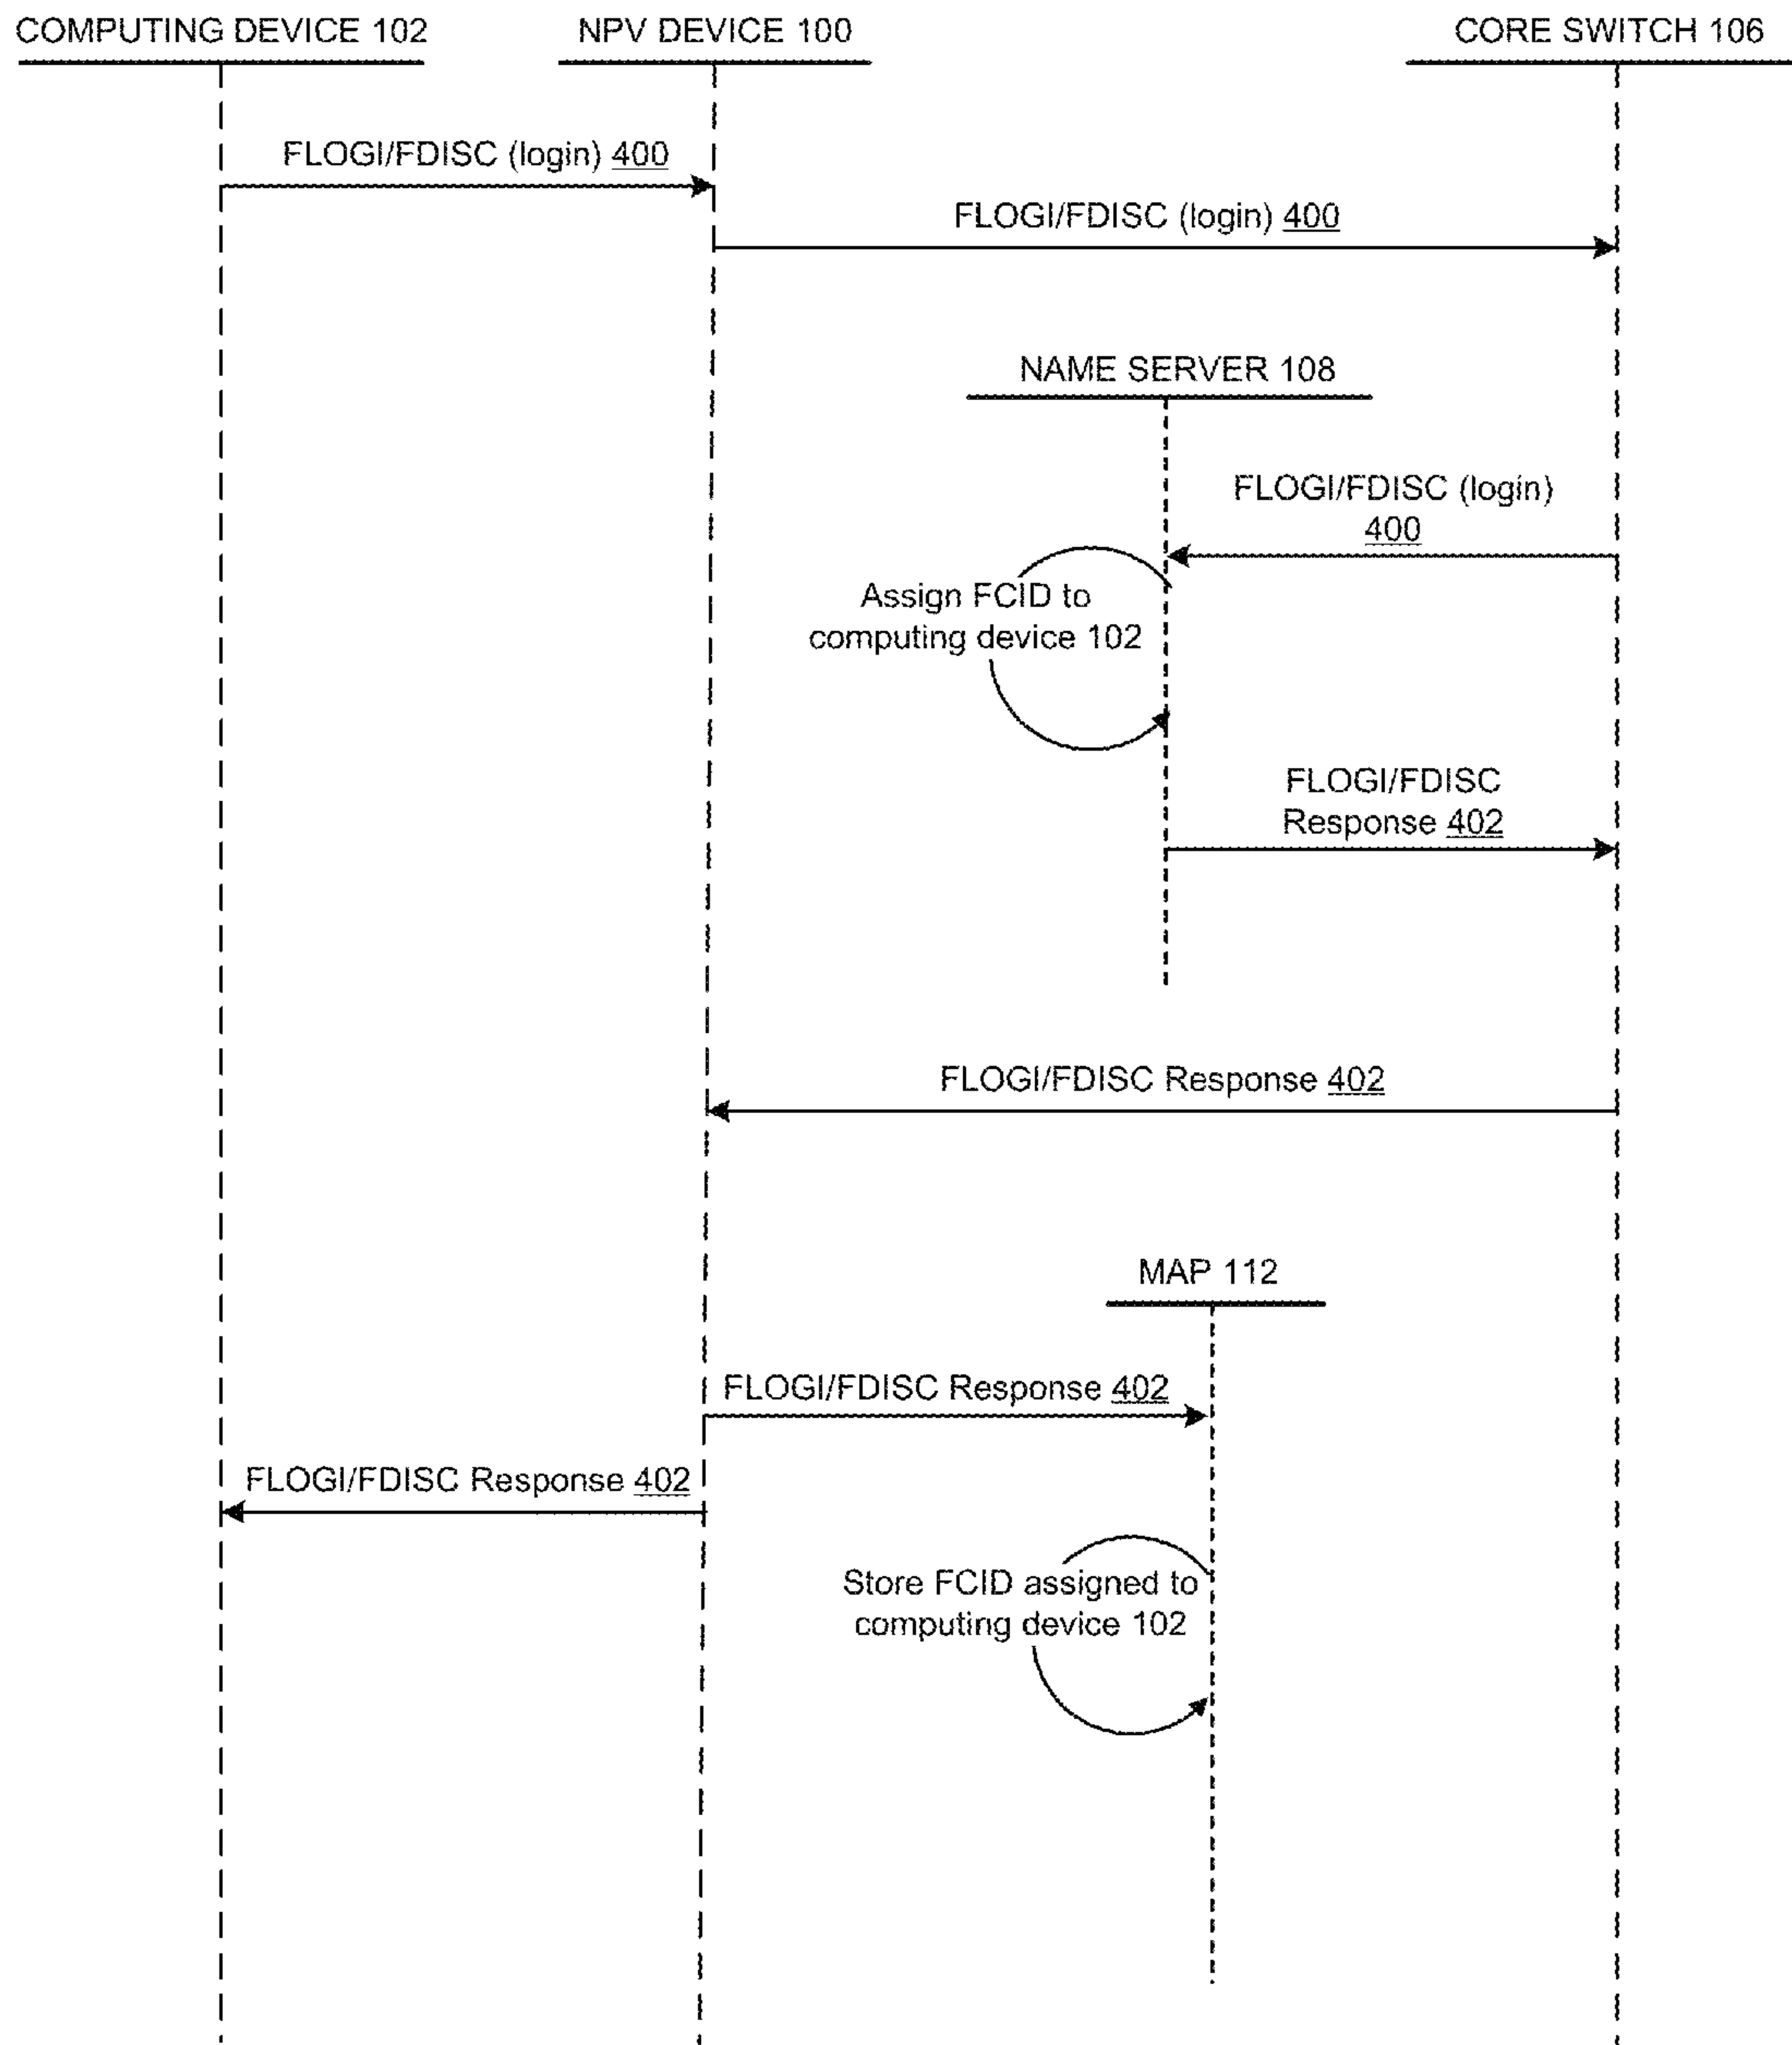 COMPUTING DEVICE 102
NPV DEVICE 100
CORE SWITCH 106
FLOGI/FDISC (login) 400
FLOGI/FDISC (login) 400
NAME SERVER 108
FLOGI/FDISC (login)
400
Assign FCID to
computing device 102
FLOGI/FDISC
Response 402
FLOGI/FDISC Response 402
MAP 112
FLOGI/FDISC Response 402
FLOGI/FDISC Response 402
Store FCID assigned to
computing device 102